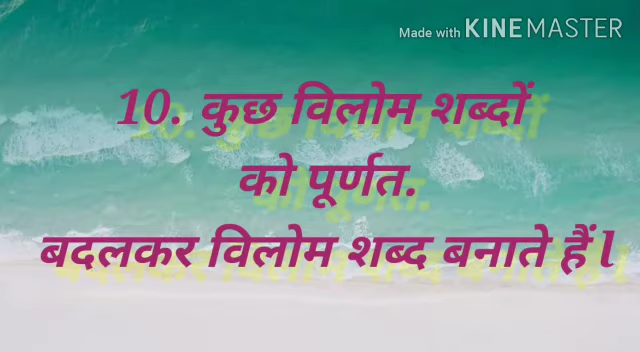 Made with KINEMASTER
10. कुछ विलोम शब्दों
को पूर्णत.
बदलकर विलोम शब्द बनाते हैं l